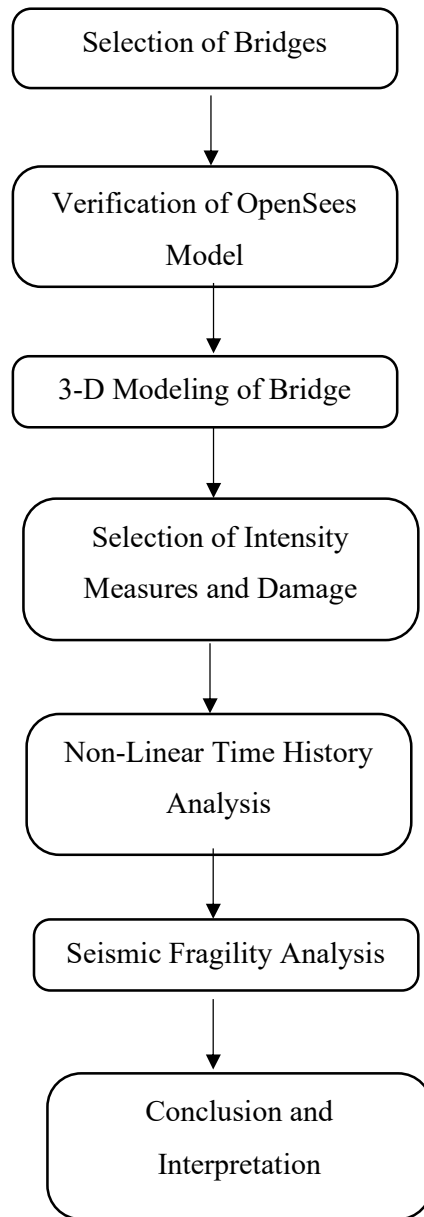 Selection of Bridges
Verification of OpenSees
Model
3-D Modeling of Bridge
Selection of Intensity
Measures and Damage
Non-Linear Time History
Analysis
Seismic Fragility Analysis
Conclusion and
Interpretation